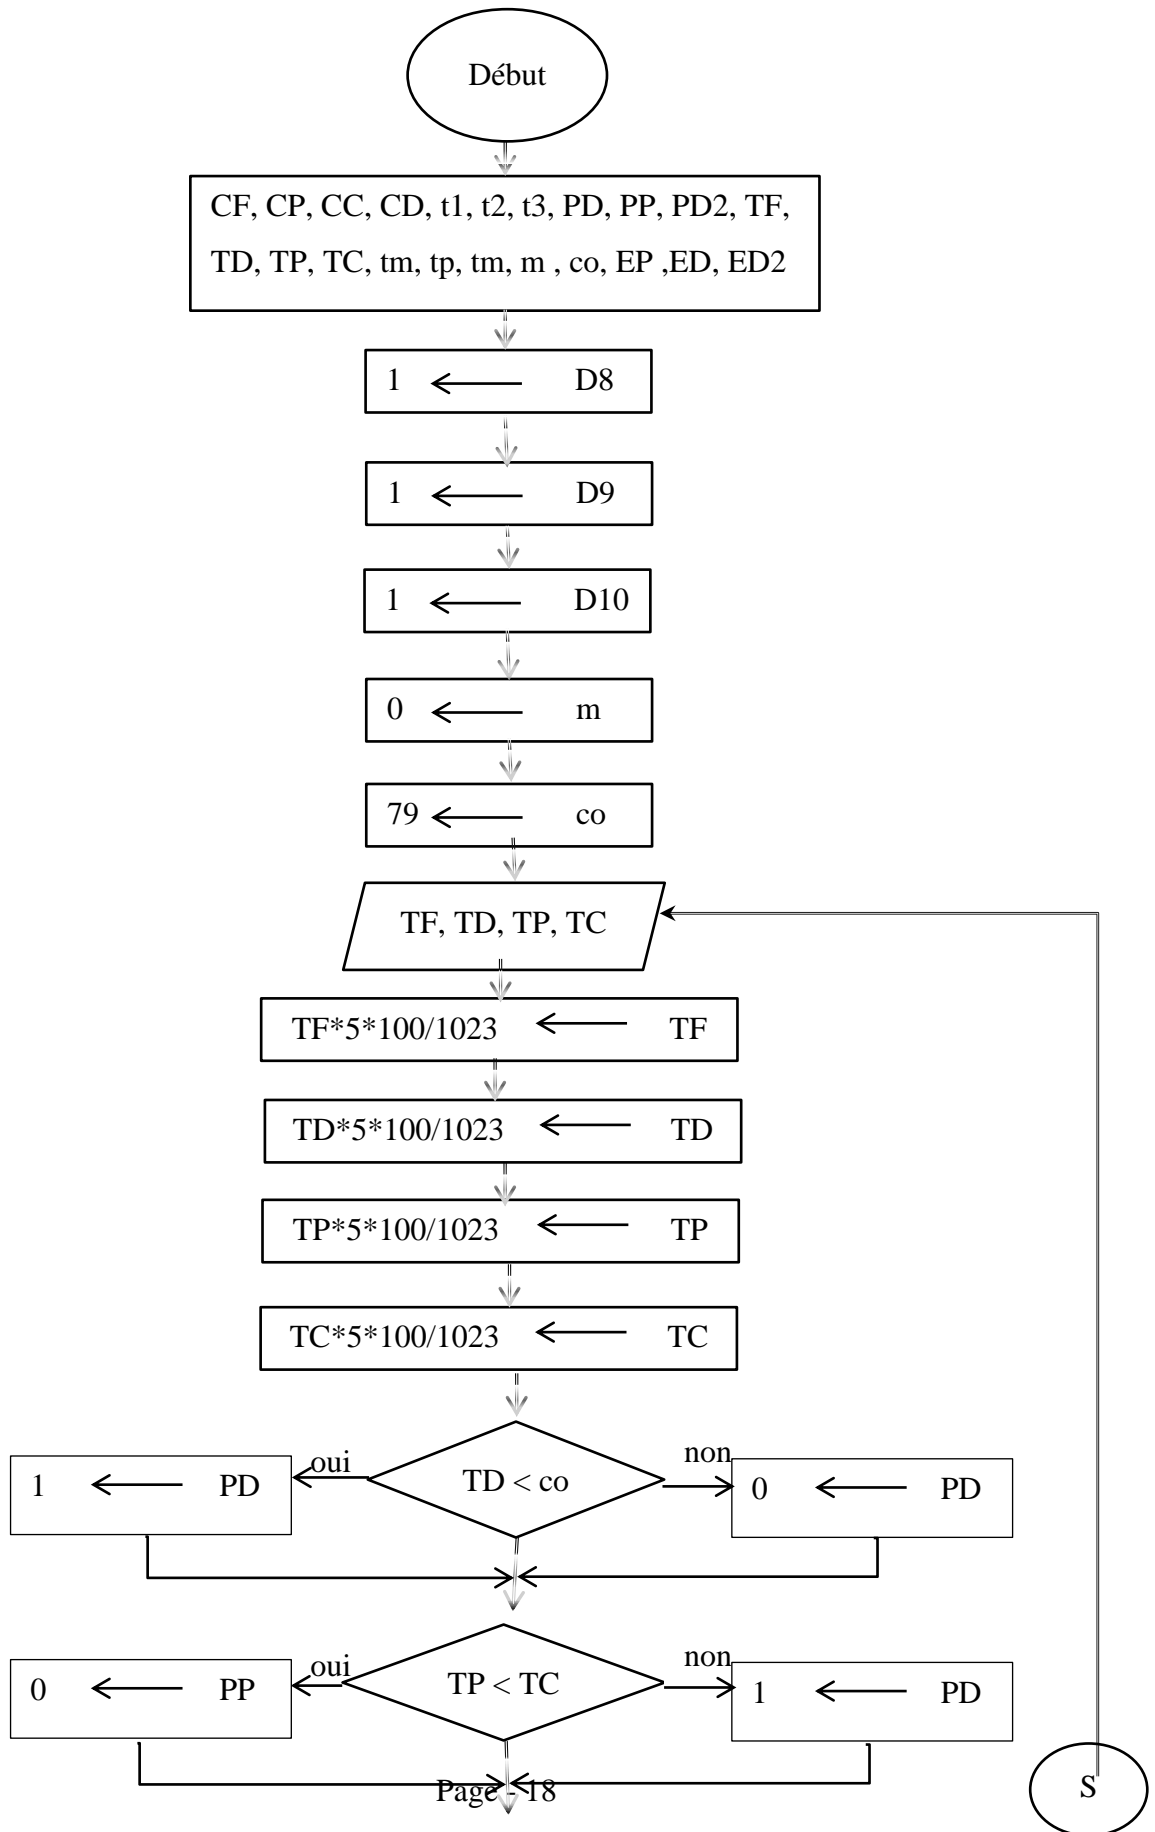 Début
CF, CP, CC, CD, t1, t2, t3, PD, PP, PD2, TF,
TD, TP, TC, tm, tp, tm, m , co, EP ,ED, ED2
1 ← D8
1 ← D9
1 ← D10
0 ← m
79 ← co
TF, TD, TP, TC
TF*5*100/1023 ← TF
TD*5*100/1023 ← TD
TP*5*100/1023 ← TP
TC*5*100/1023 ← TC
oui
non
1 ← PD
TD < co
0 ← PD
oui
non
0 ← PP
TP < TC
1 ← PD
S
Page - 18